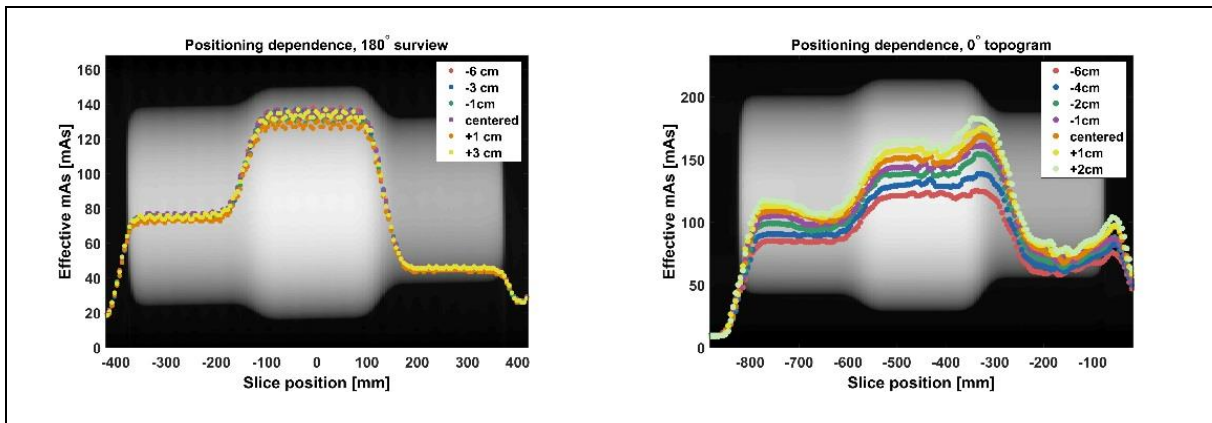 Positioning dependence, 180° surview
Effective mAs [mAs]
160
140
120
100
80
60
40
20
0
-6 cm
-3 cm
-1cm
centered
+1 cm
+3 cm
-400 -300 -200 -100 0 100 200 300 400
Slice position [mm]
Positioning dependence, 0° topogram
Effective mAs [mAs]
200
150
100
50
0
-6cm
-4cm
-2cm
-1cm
centered
+1cm
+2cm
-800 -700 -600 -500 -400 -300 -200 -100
Slice position [mm]